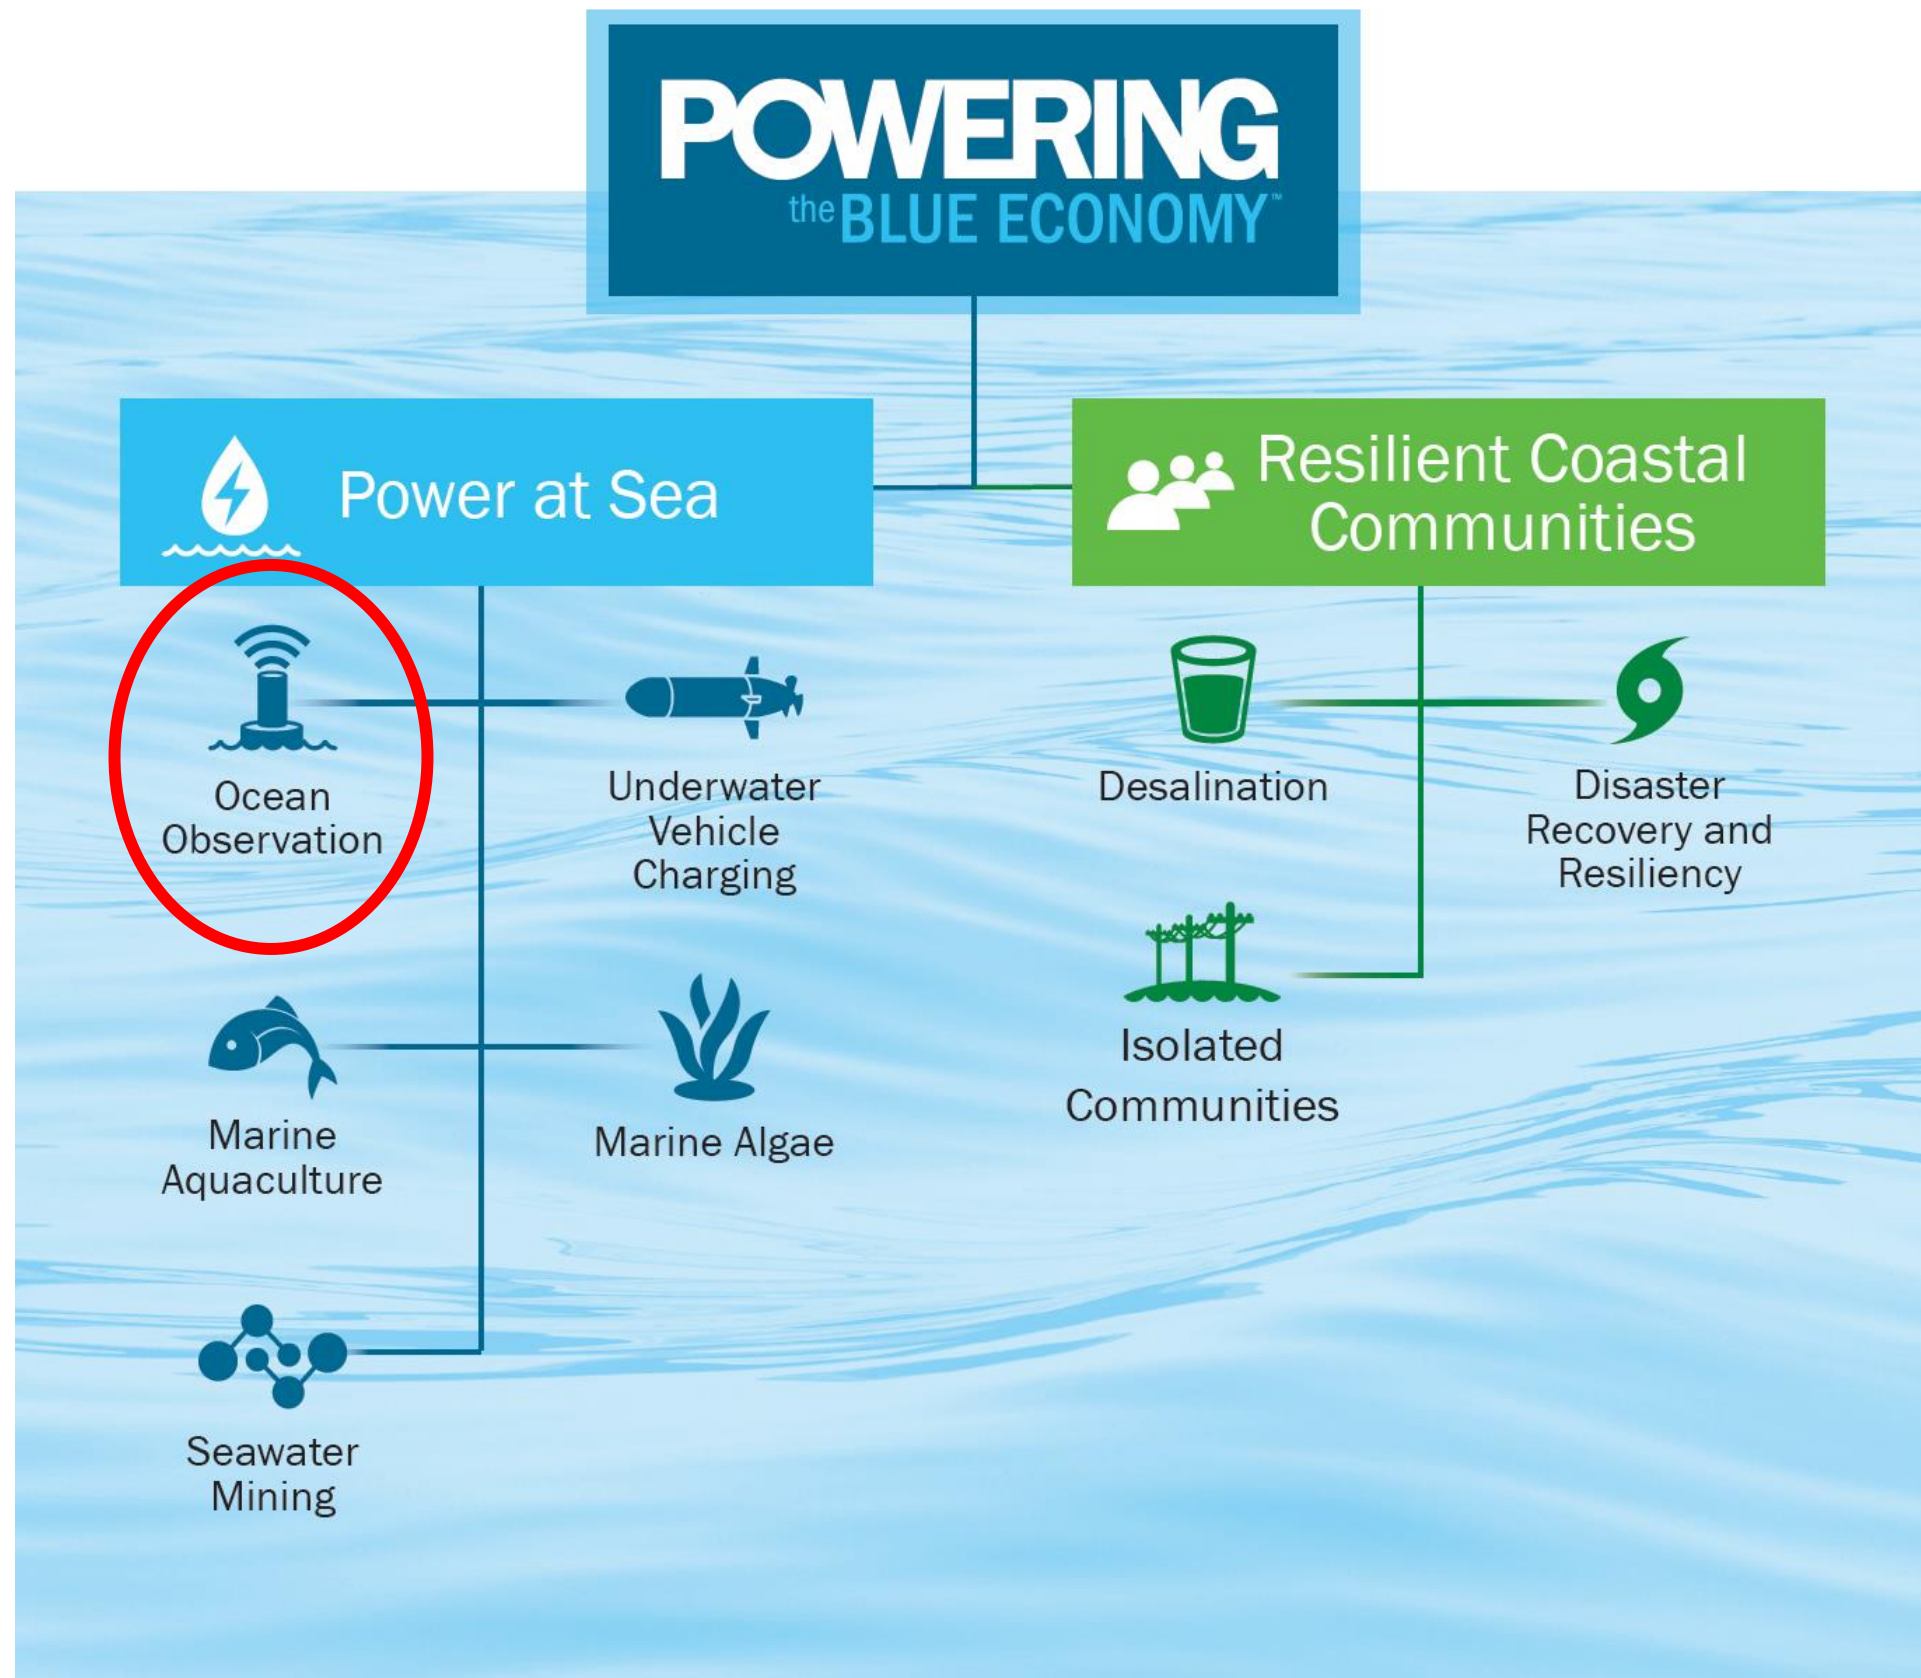 POWERING
the BLUE ECONOMY™
Power at Sea
Resilient Coastal
Communities
Ocean
Observation
Underwater
Vehicle
Charging
Marine
Aquaculture
Marine Algae
Seawater
Mining
Desalination
Disaster
Recovery and
Resiliency
Isolated
Communities